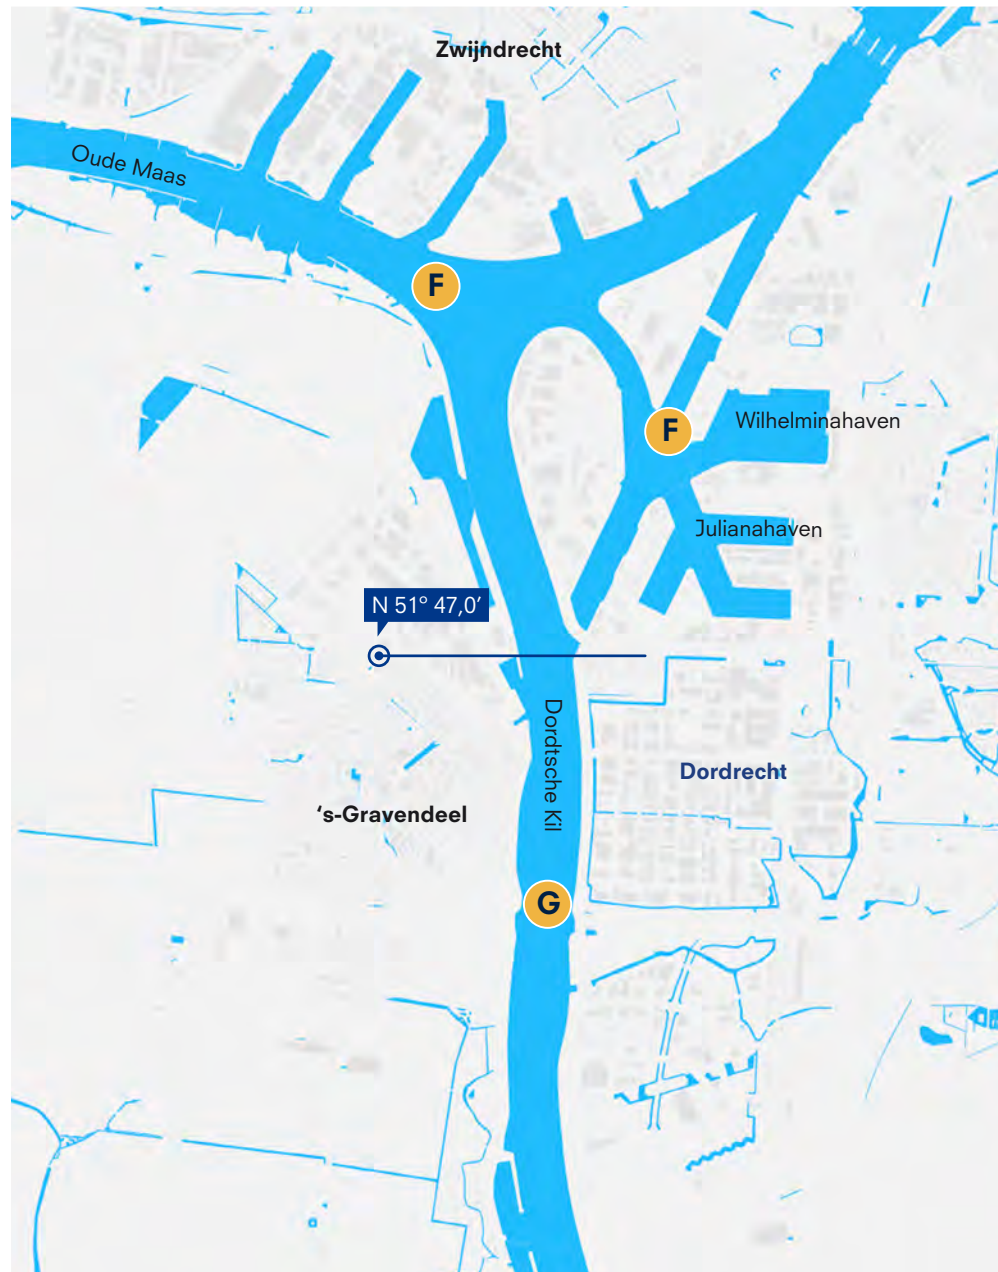 Zwijndrecht
Oude Maas
F
F
Wilhelminahaven
Julianahaven
N 51° 47,0’
Dordtsche Kil
Dordrecht
‘s-Gravendeel
G